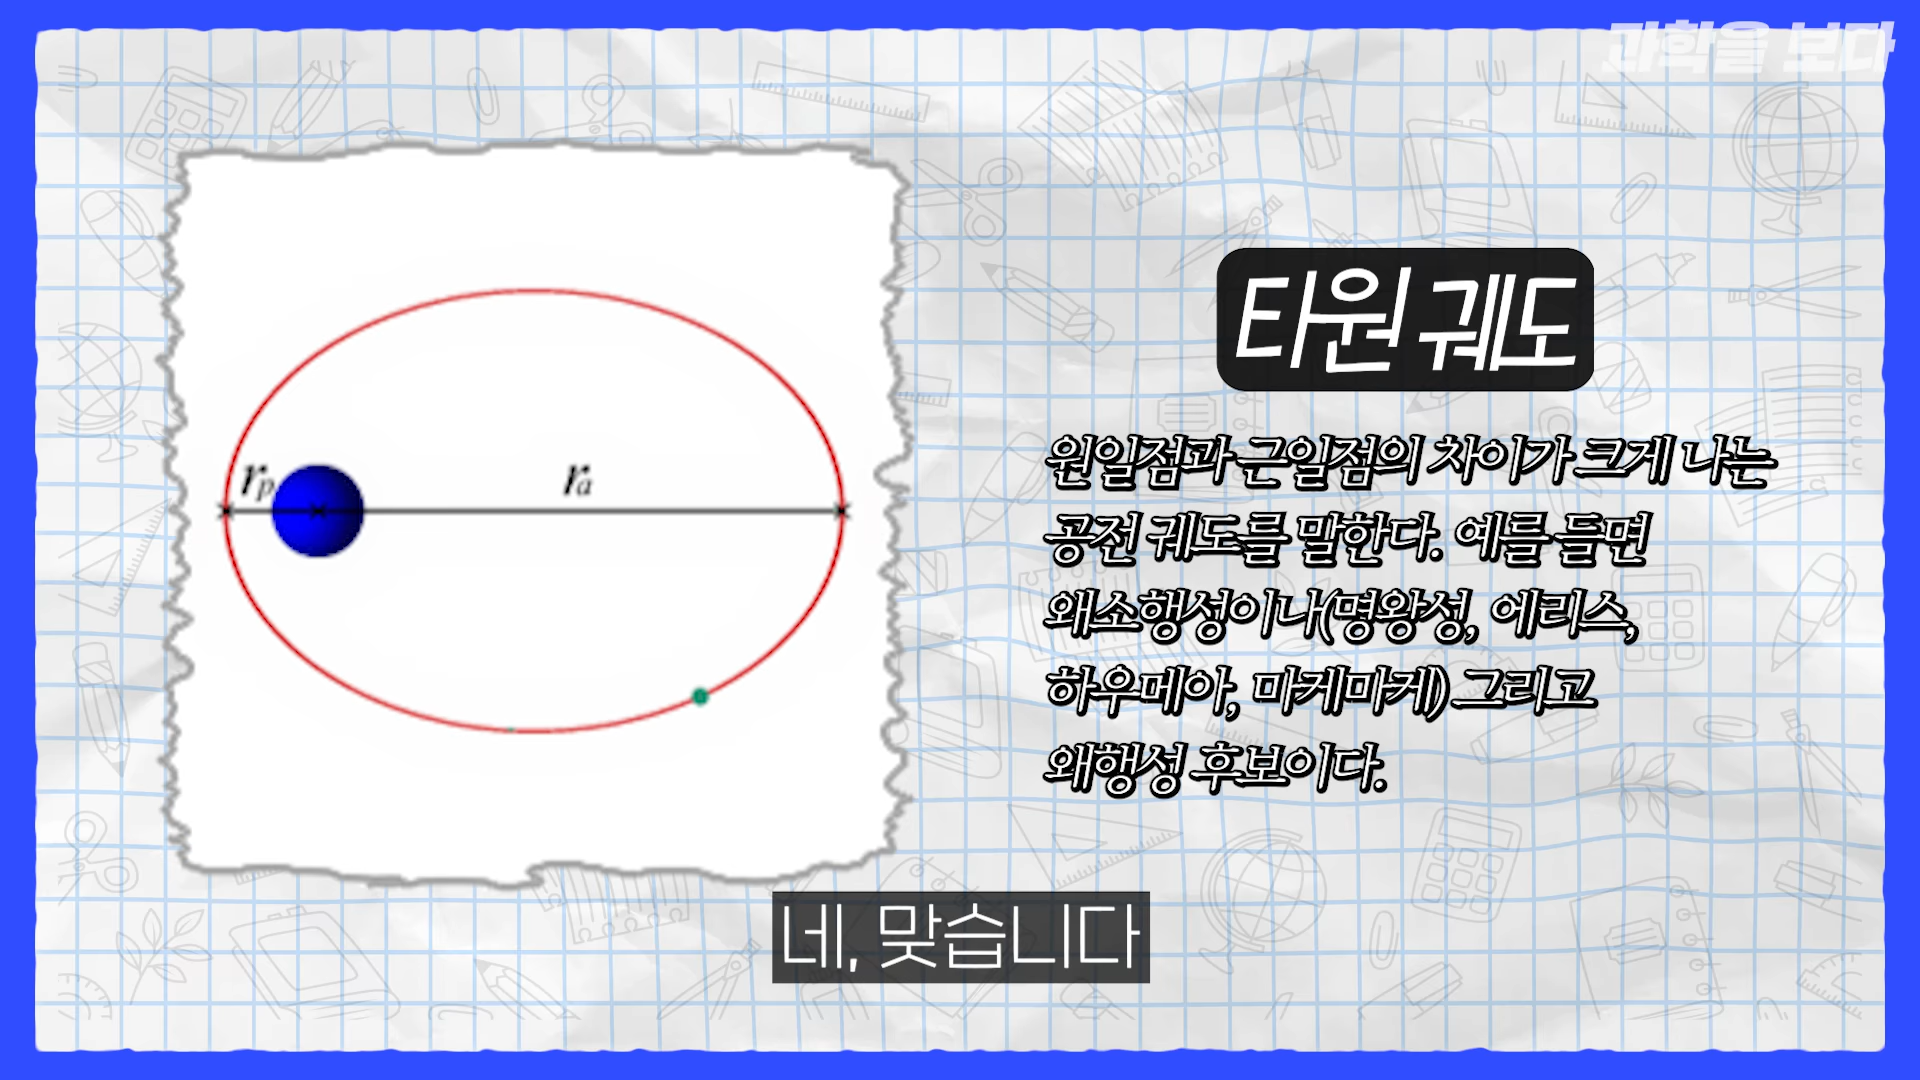 과학을 보다
타원 궤도
원일점과 근일점의 차이가 크게 나는
공전 궤도를 말한다. 예를 들면
왜소행성이나(명왕성, 에리스,
하우메아, 마케마케) 그리고
왜행성 후보이다.
rp
ra
네, 맞습니다